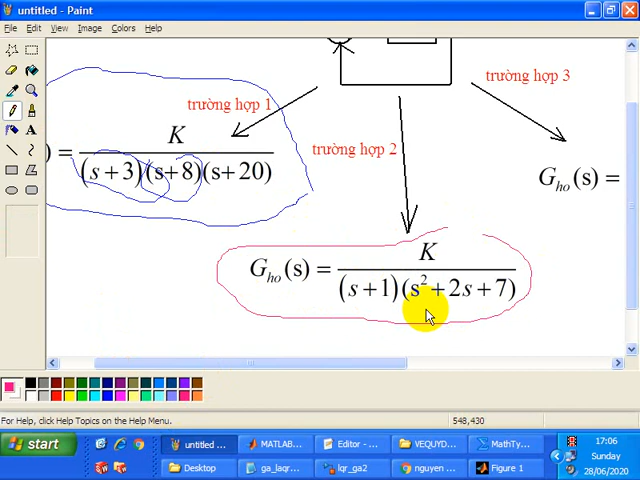 untitled - Paint
File Edit View Image Colors Help
trường hợp 3
trường hợp 1
trường hợp 2
) = K / (s+3)(s+8)(s+20)
G_ho(s) =
G_ho(s) = K / (s+1)(s²+2s+7)
For Help, click Help Topics on the Help Menu.
548,430
start
untitled ...
MATLAB...
Editor - ...
VEQUYD...
MathTy...
17:06
Sunday
Desktop
ga_laqr...
lqr_ga2
nguyen ...
Figure 1
28/06/2020